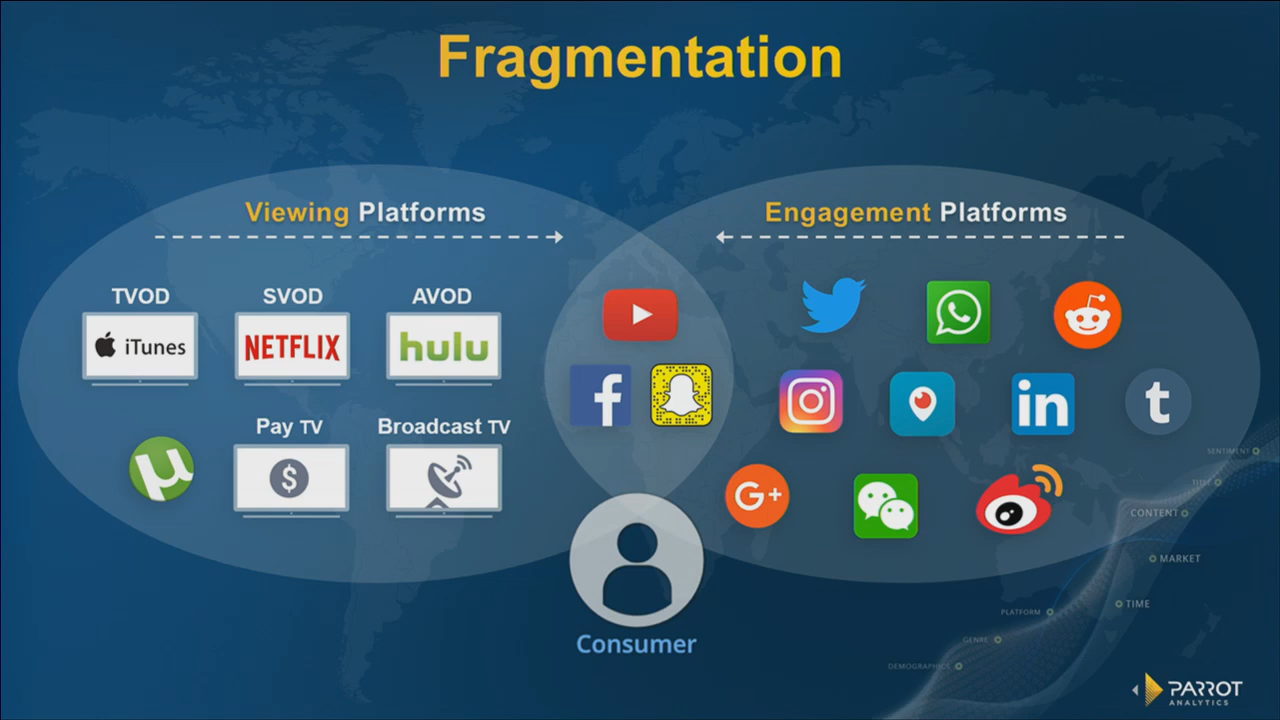 Fragmentation
Viewing Platforms
Engagement Platforms
TVOD
SVOD
AVOD
iTunes
NETFLIX
hulu
Pay TV
Broadcast TV
$
µ
f
G+
in
t
Consumer
SENTIMENT
TITLE
CONTENT
MARKET
TIME
PLATFORM
GENRE
DEMOGRAPHICS
PARROT
ANALYTICS